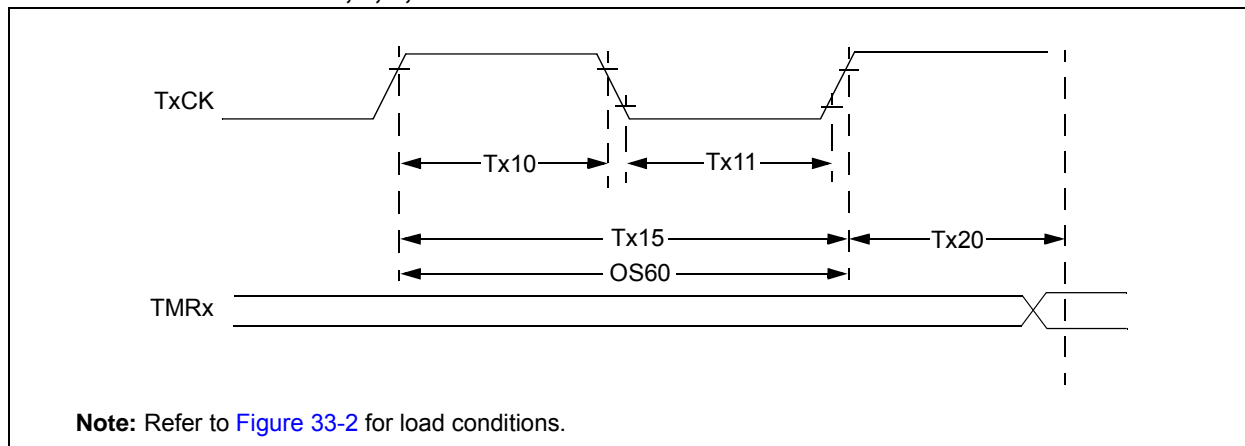 TxCK
Tx10
Tx11
Tx15
Tx20
OS60
TMRx
Note: Refer to Figure 33-2 for load conditions.